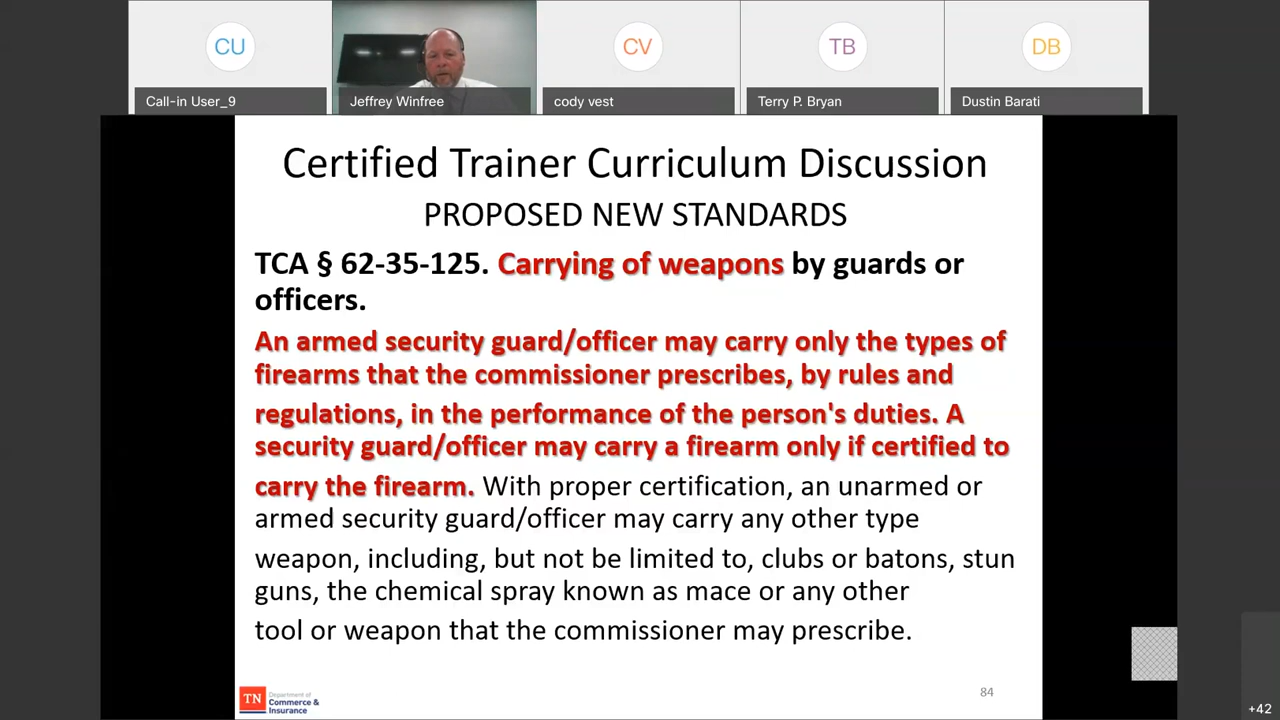 CU
CV
TB
DB
Call-in User_9
Jeffrey Winfree
cody vest
Terry P. Bryan
Dustin Barati
Certified Trainer Curriculum Discussion
PROPOSED NEW STANDARDS
TCA § 62-35-125. Carrying of weapons by guards or
officers.
An armed security guard/officer may carry only the types of
firearms that the commissioner prescribes, by rules and
regulations, in the performance of the person's duties. A
security guard/officer may carry a firearm only if certified to
carry the firearm. With proper certification, an unarmed or
armed security guard/officer may carry any other type
weapon, including, but not be limited to, clubs or batons, stun
guns, the chemical spray known as mace or any other
tool or weapon that the commissioner may prescribe.
TN
Department of
Commerce &
Insurance
84
+42